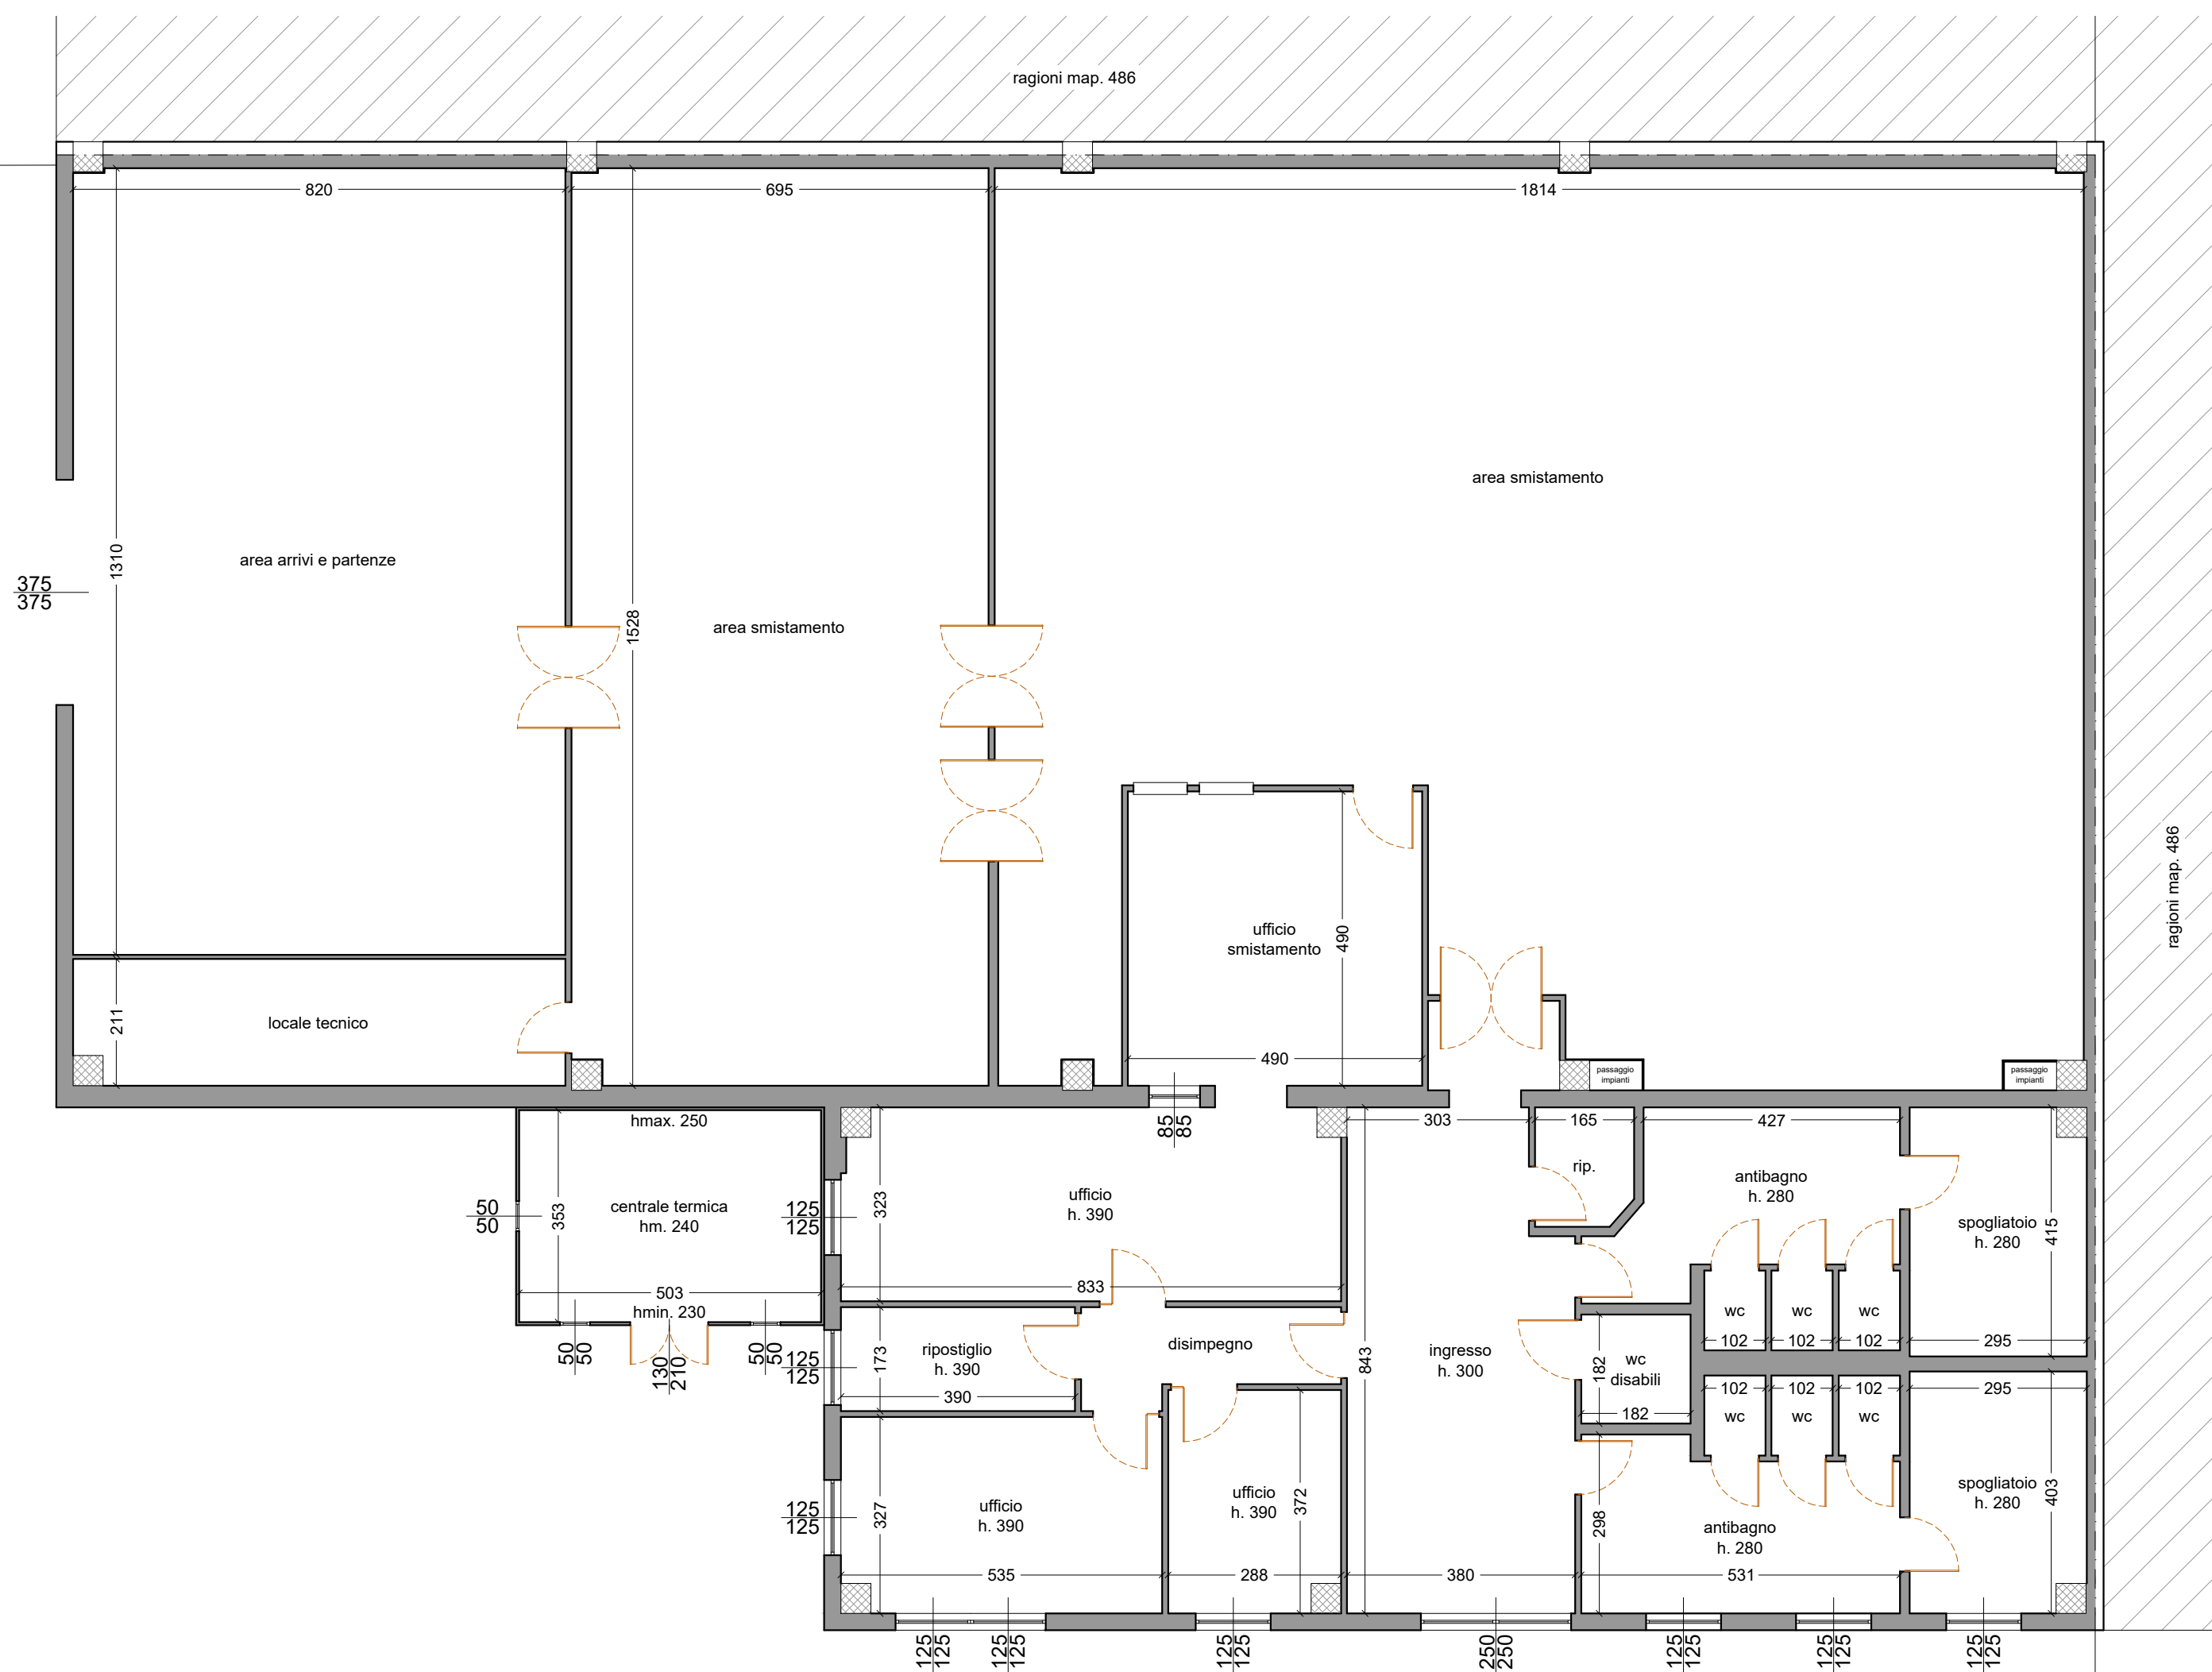 ragioni map. 486
820
695
1814
area smistamento
area arrivi e partenze
1310
375
375
area smistamento
1528
ragioni map. 486
ufficio
smistamento
490
490
locale tecnico
211
passaggio
impianti
passaggio
impianti
hmax. 250
85
85
303
165
427
rip.
antibagno
h. 280
50
50
353
centrale termica
hm. 240
125
125
323
ufficio
h. 390
spogliatoio
h. 280
415
503
hmin. 230
833
wc
wc
wc
102
102
102
295
50
50
130
210
50
50
125
125
173
ripostiglio
h. 390
390
disimpegno
843
ingresso
h. 300
182
wc
disabili
182
102
102
102
295
wc
wc
wc
125
125
327
ufficio
h. 390
ufficio
h. 390
372
298
antibagno
h. 280
spogliatoio
h. 280
403
535
288
380
531
125
125
125
125
125
125
250
250
125
125
125
125
125
125